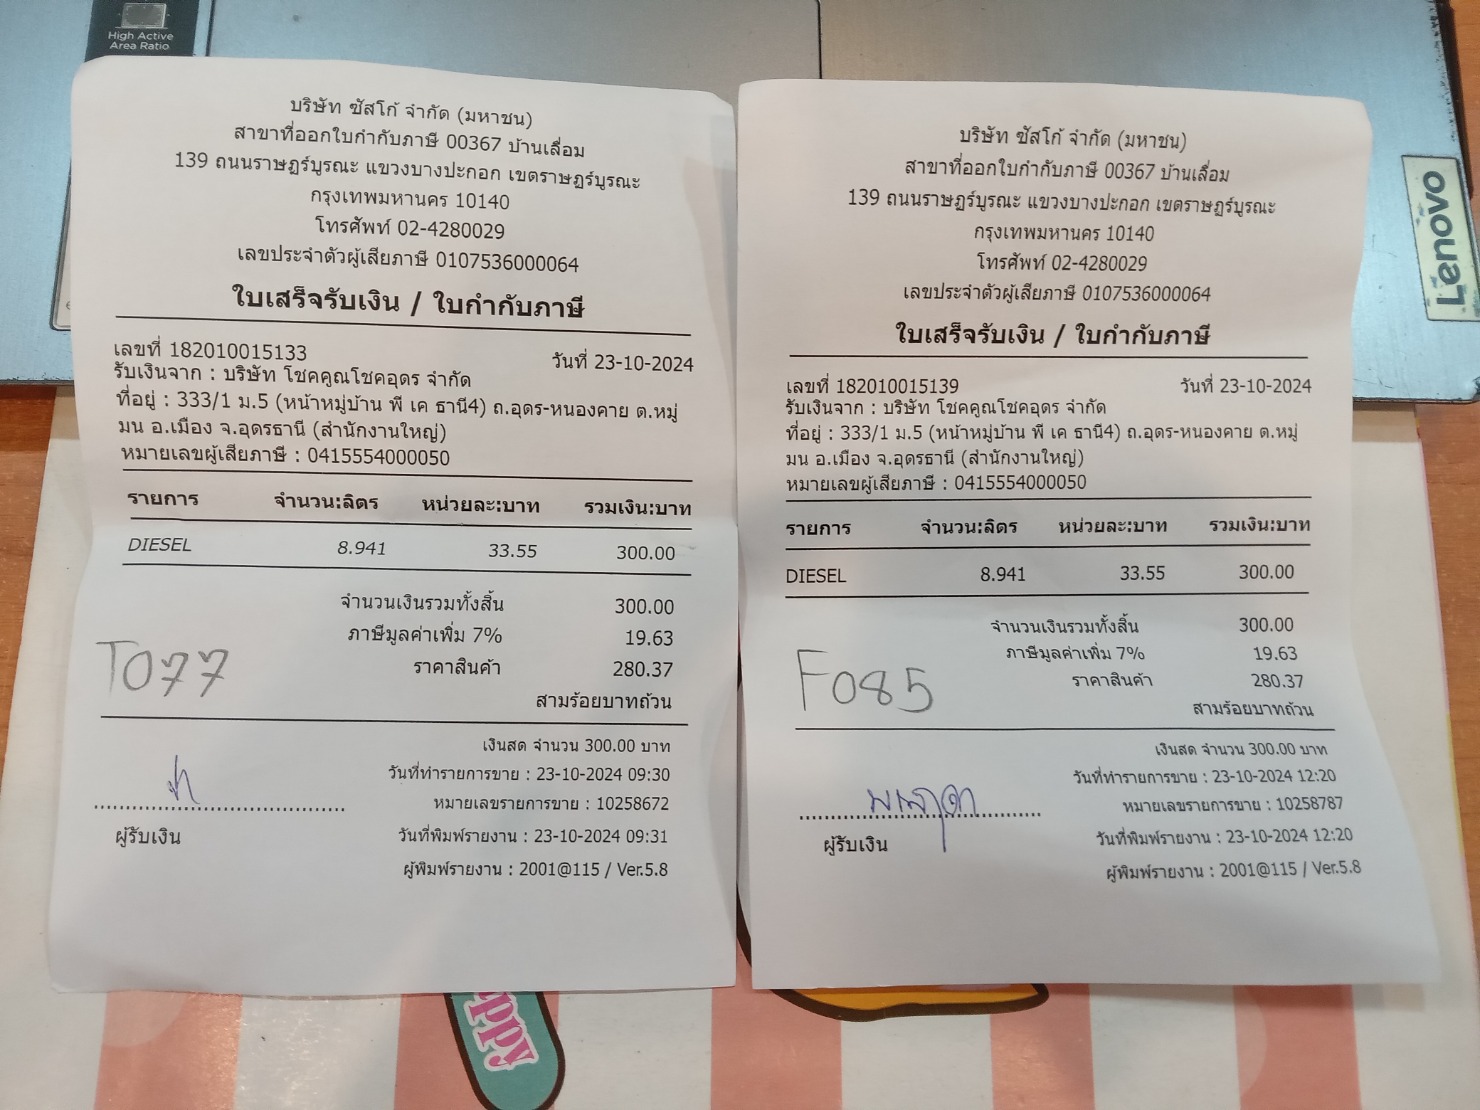 High Active
Area Ratio
Lenovo
บริษัท ซัสโก้ จำกัด (มหาชน)
สาขาที่ออกใบกำกับภาษี 00367 บ้านเลื่อม
139 ถนนราษฎร์บูรณะ แขวงบางปะกอก เขตราษฎร์บูรณะ
กรุงเทพมหานคร 10140
โทรศัพท์ 02-4280029
เลขประจำตัวผู้เสียภาษี 0107536000064
ใบเสร็จรับเงิน / ใบกำกับภาษี
เลขที่ 182010015133 วันที่ 23-10-2024
รับเงินจาก : บริษัท โชคคูณโชคอุดร จำกัด
ที่อยู่ : 333/1 ม.5 (หน้าหมู่บ้าน พี เค ธานี4) ถ.อุดร-หนองคาย ต.หมู่
มน อ.เมือง จ.อุดรธานี (สำนักงานใหญ่)
หมายเลขผู้เสียภาษี : 0415554000050
รายการ จำนวน:ลิตร หน่วยละ:บาท รวมเงิน:บาท
DIESEL 8.941 33.55 300.00
จำนวนเงินรวมทั้งสิ้น 300.00
ภาษีมูลค่าเพิ่ม 7% 19.63
T077
ราคาสินค้า 280.37
สามร้อยบาทถ้วน
เงินสด จำนวน 300.00 บาท
วันที่ทำรายการขาย : 23-10-2024 09:30
หมายเลขรายการขาย : 10258672
ผู้รับเงิน
วันที่พิมพ์รายงาน : 23-10-2024 09:31
ผู้พิมพ์รายงาน : 2001@115 / Ver.5.8
บริษัท ซัสโก้ จำกัด (มหาชน)
สาขาที่ออกใบกำกับภาษี 00367 บ้านเลื่อม
139 ถนนราษฎร์บูรณะ แขวงบางปะกอก เขตราษฎร์บูรณะ
กรุงเทพมหานคร 10140
โทรศัพท์ 02-4280029
เลขประจำตัวผู้เสียภาษี 0107536000064
ใบเสร็จรับเงิน / ใบกำกับภาษี
เลขที่ 182010015139 วันที่ 23-10-2024
รับเงินจาก : บริษัท โชคคูณโชคอุดร จำกัด
ที่อยู่ : 333/1 ม.5 (หน้าหมู่บ้าน พี เค ธานี4) ถ.อุดร-หนองคาย ต.หมู่
มน อ.เมือง จ.อุดรธานี (สำนักงานใหญ่)
หมายเลขผู้เสียภาษี : 0415554000050
รายการ จำนวน:ลิตร หน่วยละ:บาท รวมเงิน:บาท
DIESEL 8.941 33.55 300.00
จำนวนเงินรวมทั้งสิ้น 300.00
ภาษีมูลค่าเพิ่ม 7% 19.63
F085
ราคาสินค้า 280.37
สามร้อยบาทถ้วน
เงินสด จำนวน 300.00 บาท
วันที่ทำรายการขาย : 23-10-2024 12:20
หมายเลขรายการขาย : 10258787
ผู้รับเงิน
วันที่พิมพ์รายงาน : 23-10-2024 12:20
ผู้พิมพ์รายงาน : 2001@115 / Ver.5.8